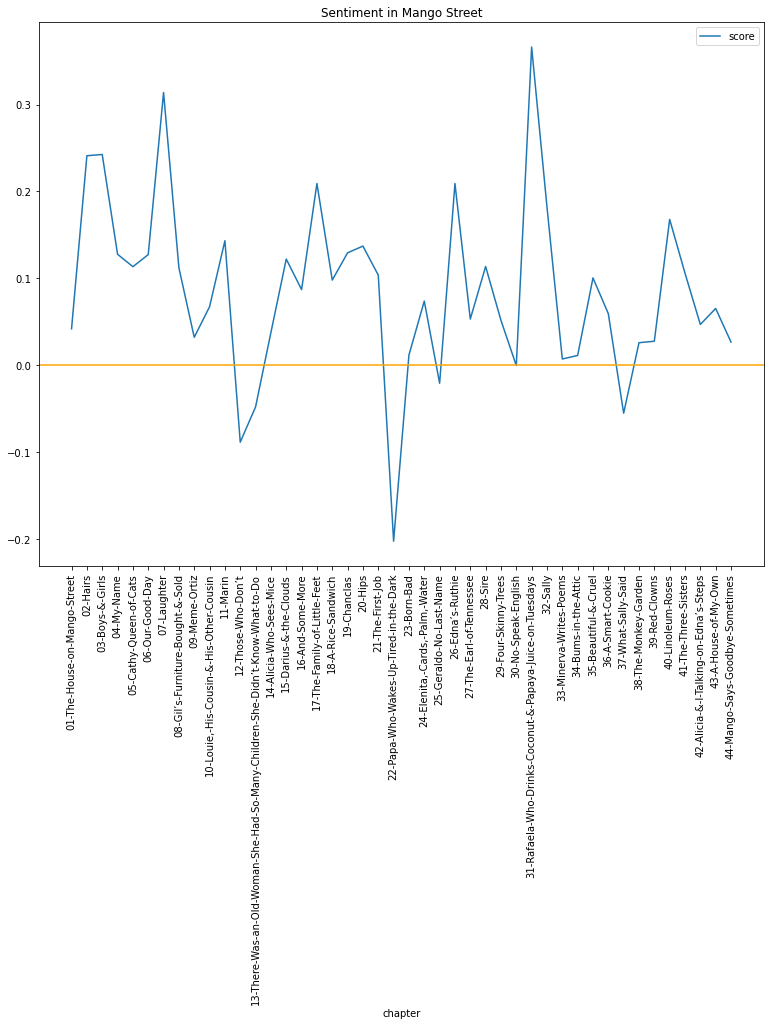 Sentiment in Mango Street
score
0.3
0.2
0.1
0.0
−0.1
−0.2
01-The-House-on-Mango-Street
02-Hairs
03-Boys-&-Girls
04-My-Name
05-Cathy-Queen-of-Cats
06-Our-Good-Day
07-Laughter
08-Gil's-Furniture-Bought-&-Sold
09-Meme-Ortiz
10-Louie,-His-Cousin-&-His-Other-Cousin
11-Marin
12-Those-Who-Don't
13-There-Was-an-Old-Woman-She-Had-So-Many-Children-She-Didn't-Know-What-to-Do
14-Alicia-Who-Sees-Mice
15-Darius-&-the-Clouds
16-And-Some-More
17-The-Family-of-Little-Feet
18-A-Rice-Sandwich
19-Chanclas
20-Hips
21-The-First-Job
22-Papa-Who-Wakes-Up-Tired-in-the-Dark
23-Born-Bad
24-Elenita,-Cards,-Palm,-Water
25-Geraldo-No-Last-Name
26-Edna's-Ruthie
27-The-Earl-of-Tennessee
28-Sire
29-Four-Skinny-Trees
30-No-Speak-English
31-Rafaela-Who-Drinks-Coconut-&-Papaya-Juice-on-Tuesdays
32-Sally
33-Minerva-Writes-Poems
34-Bums-in-the-Attic
35-Beautiful-&-Cruel
36-A-Smart-Cookie
37-What-Sally-Said
38-The-Monkey-Garden
39-Red-Clowns
40-Linoleum-Roses
41-The-Three-Sisters
42-Alicia-&-I-Talking-on-Edna's-Steps
43-A-House-of-My-Own
44-Mango-Says-Goodbye-Sometimes
chapter